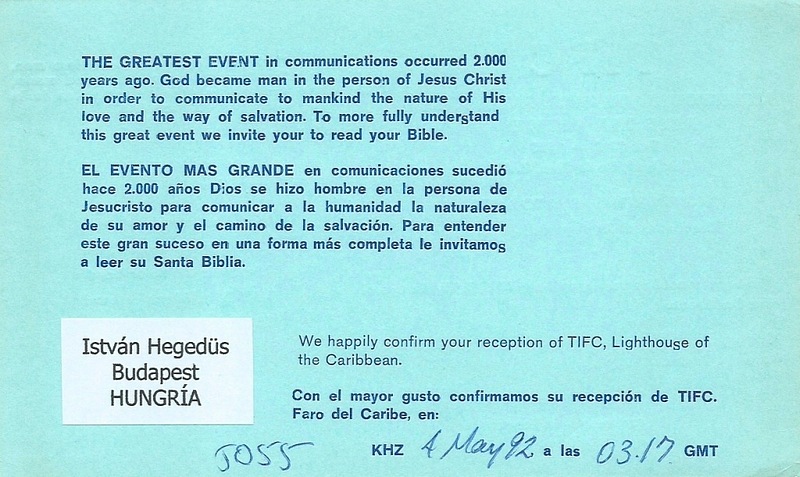 THE GREATEST EVENT in communications occurred 2.000
years ago. God became man in the person of Jesus Christ
in order to communicate to mankind the nature of His
love and the way of salvation. To more fully understand
this great event we invite your to read your Bible.
EL EVENTO MAS GRANDE en comunicaciones sucedió
hace 2.000 años Dios se hizo hombre en la persona de
Jesucristo para comunicar a la humanidad la naturaleza
de su amor y el camino de la salvación. Para entender
este gran suceso en una forma más completa le invitamos
a leer su Santa Biblia.
István Hegedüs
Budapest
HUNGRÍA
We happily confirm your reception of TIFC, Lighthouse of
the Caribbean.
Con el mayor gusto confirmamos su recepción de TIFC.
Faro del Caribe, en:
5055 KHZ 4 May 92 a las 03.17 GMT